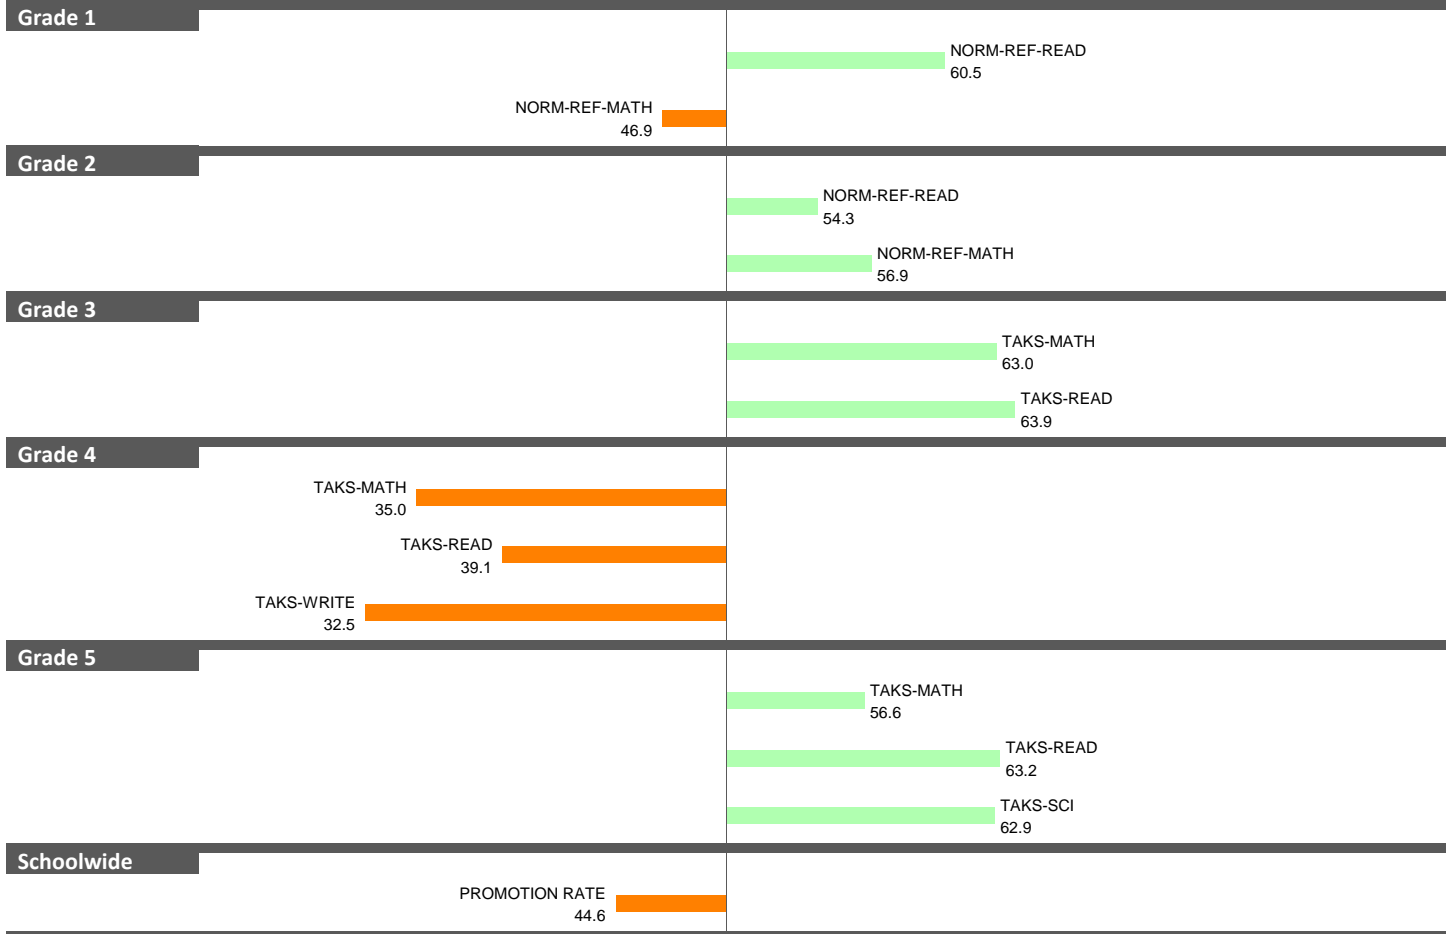 Grade 1
NORM-REF-READ
60.5
NORM-REF-MATH
46.9
Grade 2
NORM-REF-READ
54.3
NORM-REF-MATH
56.9
Grade 3
TAKS-MATH
63.0
TAKS-READ
63.9
Grade 4
TAKS-MATH
35.0
TAKS-READ
39.1
TAKS-WRITE
32.5
Grade 5
TAKS-MATH
56.6
TAKS-READ
63.2
TAKS-SCI
62.9
Schoolwide
PROMOTION RATE
44.6